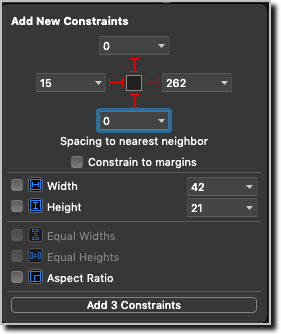 Add New Constraints
0
15 262
0
Spacing to nearest neighbor
Constrain to margins
Width 42
Height 21
Equal Widths
Equal Heights
Aspect Ratio
Add 3 Constraints